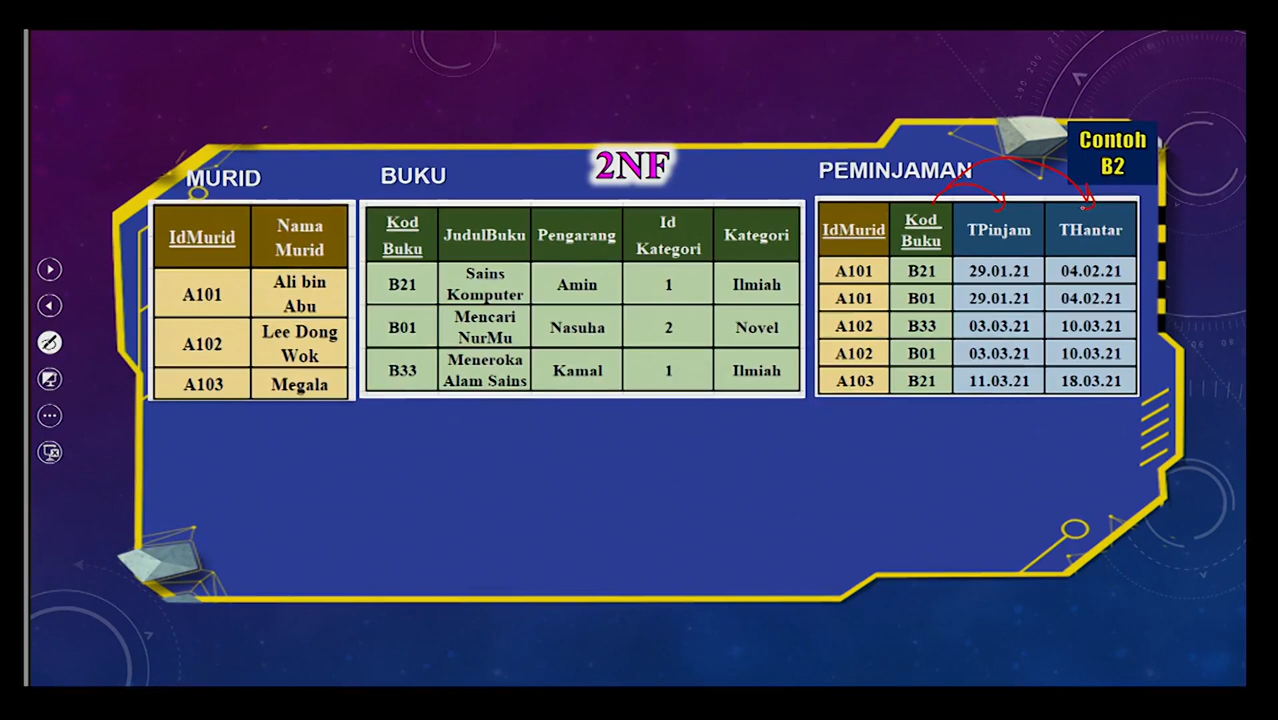 2NF
Contoh
B2
MURID
IdMurid Nama Murid
A101 Ali bin Abu
A102 Lee Dong Wok
A103 Megala
BUKU
Kod Buku JudulBuku Pengarang Id Kategori Kategori
B21 Sains Komputer Amin 1 Ilmiah
B01 Mencari NurMu Nasuha 2 Novel
B33 Meneroka Alam Sains Kamal 1 Ilmiah
PEMINJAMAN
IdMurid Kod Buku TPinjam THantar
A101 B21 29.01.21 04.02.21
A101 B01 29.01.21 04.02.21
A102 B33 03.03.21 10.03.21
A102 B01 03.03.21 10.03.21
A103 B21 11.03.21 18.03.21